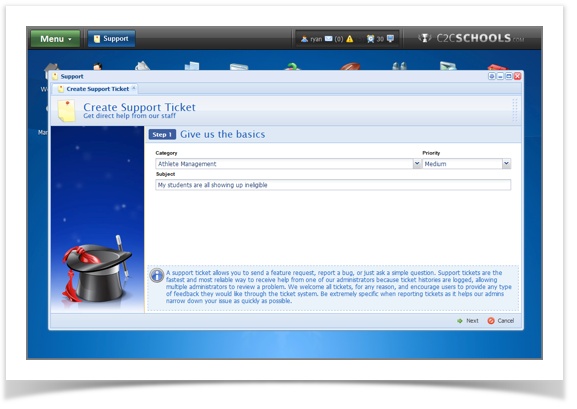 Menu
Support
ryan
(0)
30
C2CSCHOOLS.COM
Support
Create Support Ticket
Create Support Ticket
Get direct help from our staff
Step 1
Give us the basics
Category
Priority
Athlete Management
Medium
Subject
My students are all showing up ineligible
A support ticket allows you to send a feature request, report a bug, or just ask a simple question. Support tickets are the
fastest and most reliable way to receive help from one of our administrators because ticket histories are logged, allowing
multiple administrators to review a problem. We welcome all tickets, for any reason, and encourage users to provide any type
of feedback they would like through the ticket system. Be extremely specific when reporting tickets as it helps our admins
narrow down your issue as quickly as possible.
Next
Cancel